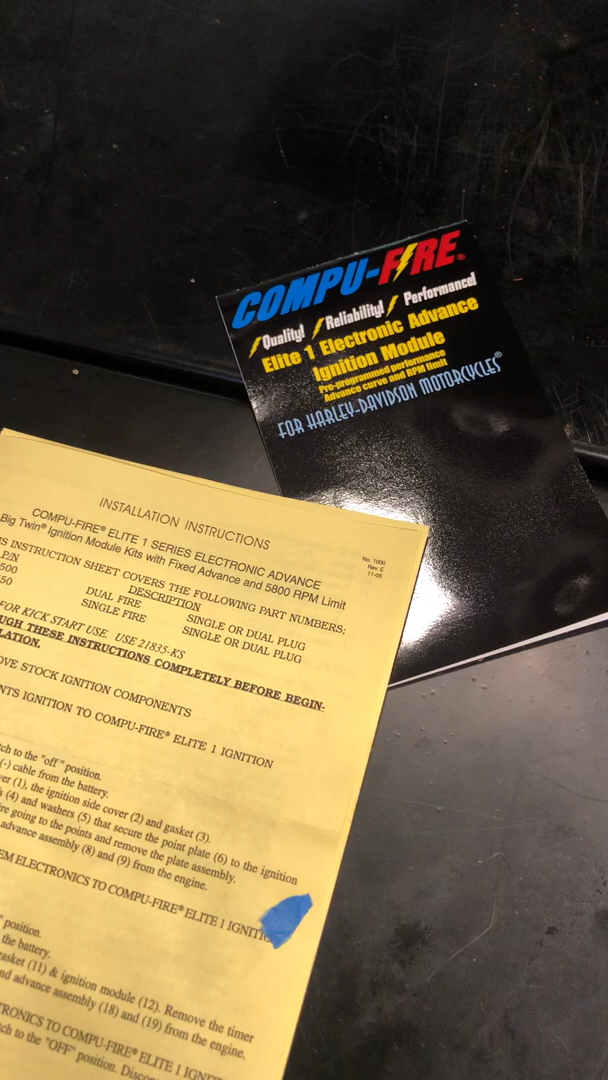 COMPU-FIRE®
Quality! Reliability! Performance!
Elite 1 Electronic Advance
Ignition Module
Pre-programmed performance
Advance curve and RPM limit
FOR HARLEY-DAVIDSON MOTORCYCLES®
INSTALLATION INSTRUCTIONS
No. 1000
Rev. E
11-05
COMPU-FIRE® ELITE 1 SERIES ELECTRONIC ADVANCE
Big Twin® Ignition Module Kits with Fixed Advance and 5800 RPM Limit
INSTRUCTION SHEET COVERS THE FOLLOWING PART NUMBERS:
P/N DESCRIPTION
500 DUAL FIRE SINGLE OR DUAL PLUG
50 SINGLE FIRE SINGLE OR DUAL PLUG
FOR KICK START USE. USE 21835-KS
UGH THESE INSTRUCTIONS COMPLETELY BEFORE BEGIN-
LATION.
OVE STOCK IGNITION COMPONENTS
NTS IGNITION TO COMPU-FIRE® ELITE 1 IGNITION
tch to the "off" position.
(-) cable from the battery.
er (1), the ignition side cover (2) and gasket (3).
s (4) and washers (5) that secure the point plate (6) to the ignition
re going to the points and remove the plate assembly.
advance assembly (8) and (9) from the engine.
EM ELECTRONICS TO COMPU-FIRE® ELITE 1 IGNITIO
" position.
the battery.
asket (11) & ignition module (12). Remove the timer
nd advance assembly (18) and (19) from the engine.
TRONICS TO COMPU-FIRE® ELITE 1 IGNIT
tch to the "OFF" position. Discon